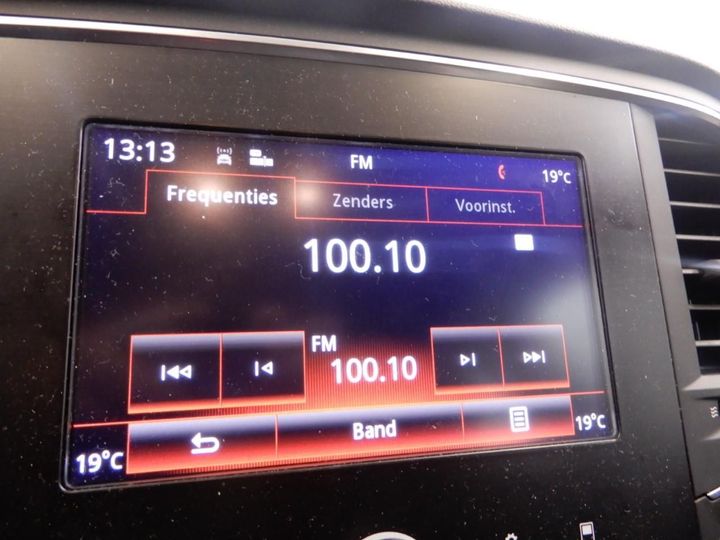 13:13 FM 19°C
Frequenties Zenders Voorinst.
100.10
FM
100.10
19°C Band 19°C